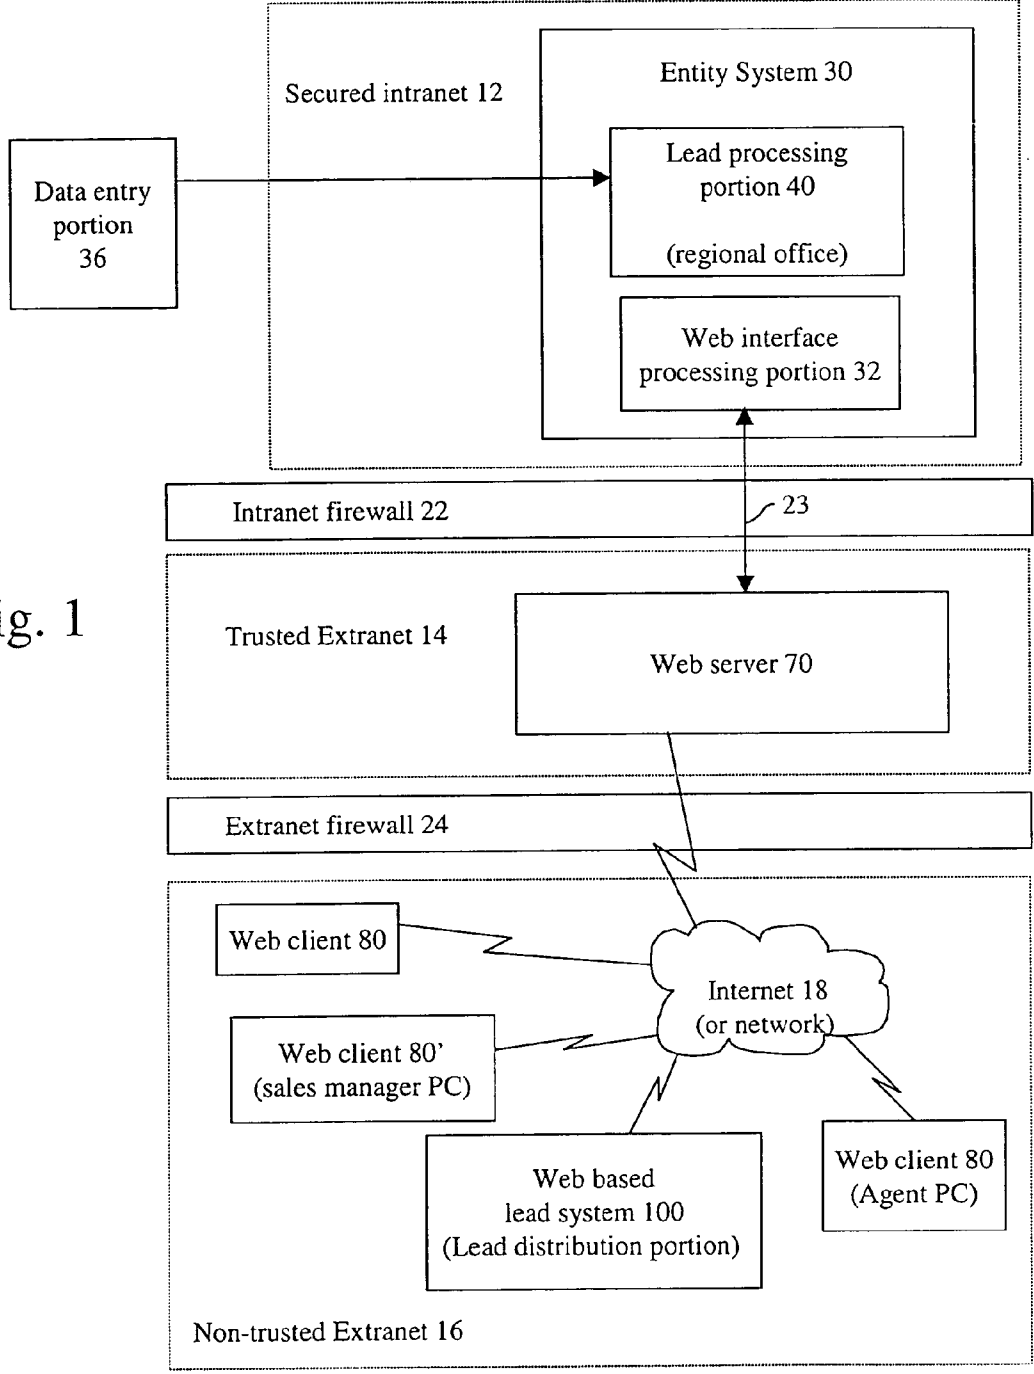 Secured intranet 12
Entity System 30
Lead processing
portion 40
(regional office)
Data entry
portion
36
Web interface
processing portion 32
Intranet firewall 22
23
ig. 1
Trusted Extranet 14
Web server 70
Extranet firewall 24
Web client 80
Internet 18
(or network)
Web client 80'
(sales manager PC)
Web based
lead system 100
(Lead distribution portion)
Web client 80
(Agent PC)
Non-trusted Extranet 16